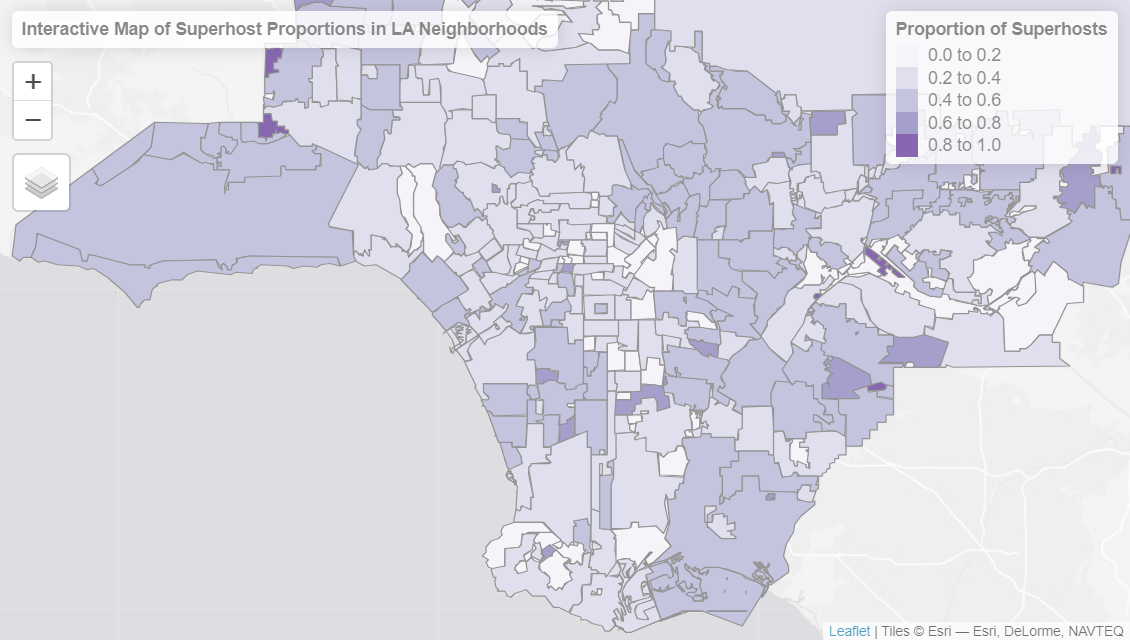 Interactive Map of Superhost Proportions in LA Neighborhoods
+
−
Proportion of Superhosts
0.0 to 0.2
0.2 to 0.4
0.4 to 0.6
0.6 to 0.8
0.8 to 1.0
Leaflet | Tiles © Esri — Esri, DeLorme, NAVTEQ